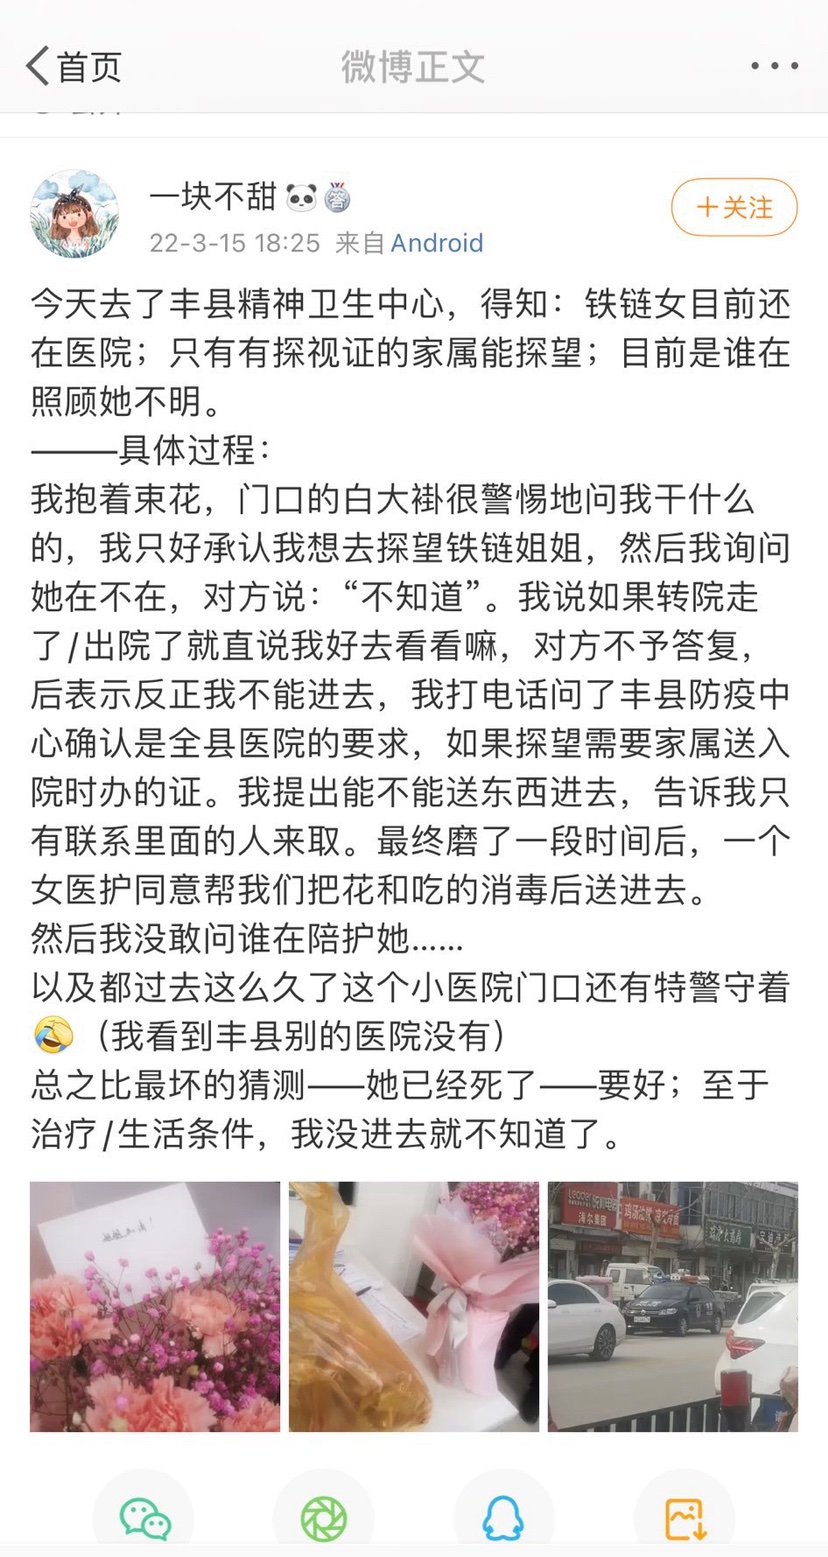 首页
微博正文
一块不甜
答
22-3-15 18:25 来自Android
+关注
今天去了丰县精神卫生中心，得知：铁链女目前还
在医院；只有有探视证的家属能探望；目前是谁在
照顾她不明。
———具体过程：
我抱着束花，门口的白大褂很警惕地问我干什么
的，我只好承认我想去探望铁链姐姐，然后我询问
她在不在，对方说：“不知道”。我说如果转院走
了/出院了就直说我好去看看嘛，对方不予答复，
后表示反正我不能进去，我打电话问了丰县防疫中
心确认是全县医院的要求，如果探望需要家属送入
院时办的证。我提出能不能送东西进去，告诉我只
有联系里面的人来取。最终磨了一段时间后，一个
女医护同意帮我们把花和吃的消毒后送进去。
然后我没敢问谁在陪护她……
以及都过去这么久了这个小医院门口还有特警守着
🤣（我看到丰县别的医院没有）
总之比最坏的猜测——她已经死了——要好；至于
治疗/生活条件，我没进去就不知道了。
Leader
海尔集团